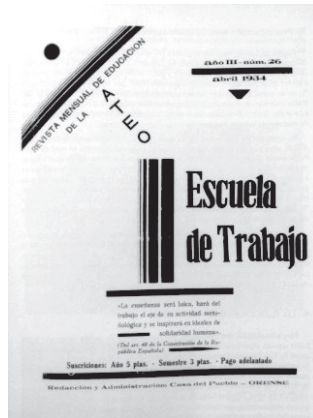 REVISTA MENSUAL DE EDUCACION
DE LA
ATEO
año III - núm. 26
abril 1934
Escuela
de Trabajo
«La enseñanza será laica, hará del
trabajo el eje de su actividad meto-
dológica y se inspirará en ideales de
solidaridad humana».
(Del art. 48 de la Constitución de la Re-
pública Española)
Suscriciones: Año 5 ptas. - Semestre 3 ptas. - Pago adelantado
Redacción y Administración Casa del Pueblo - ORENSE